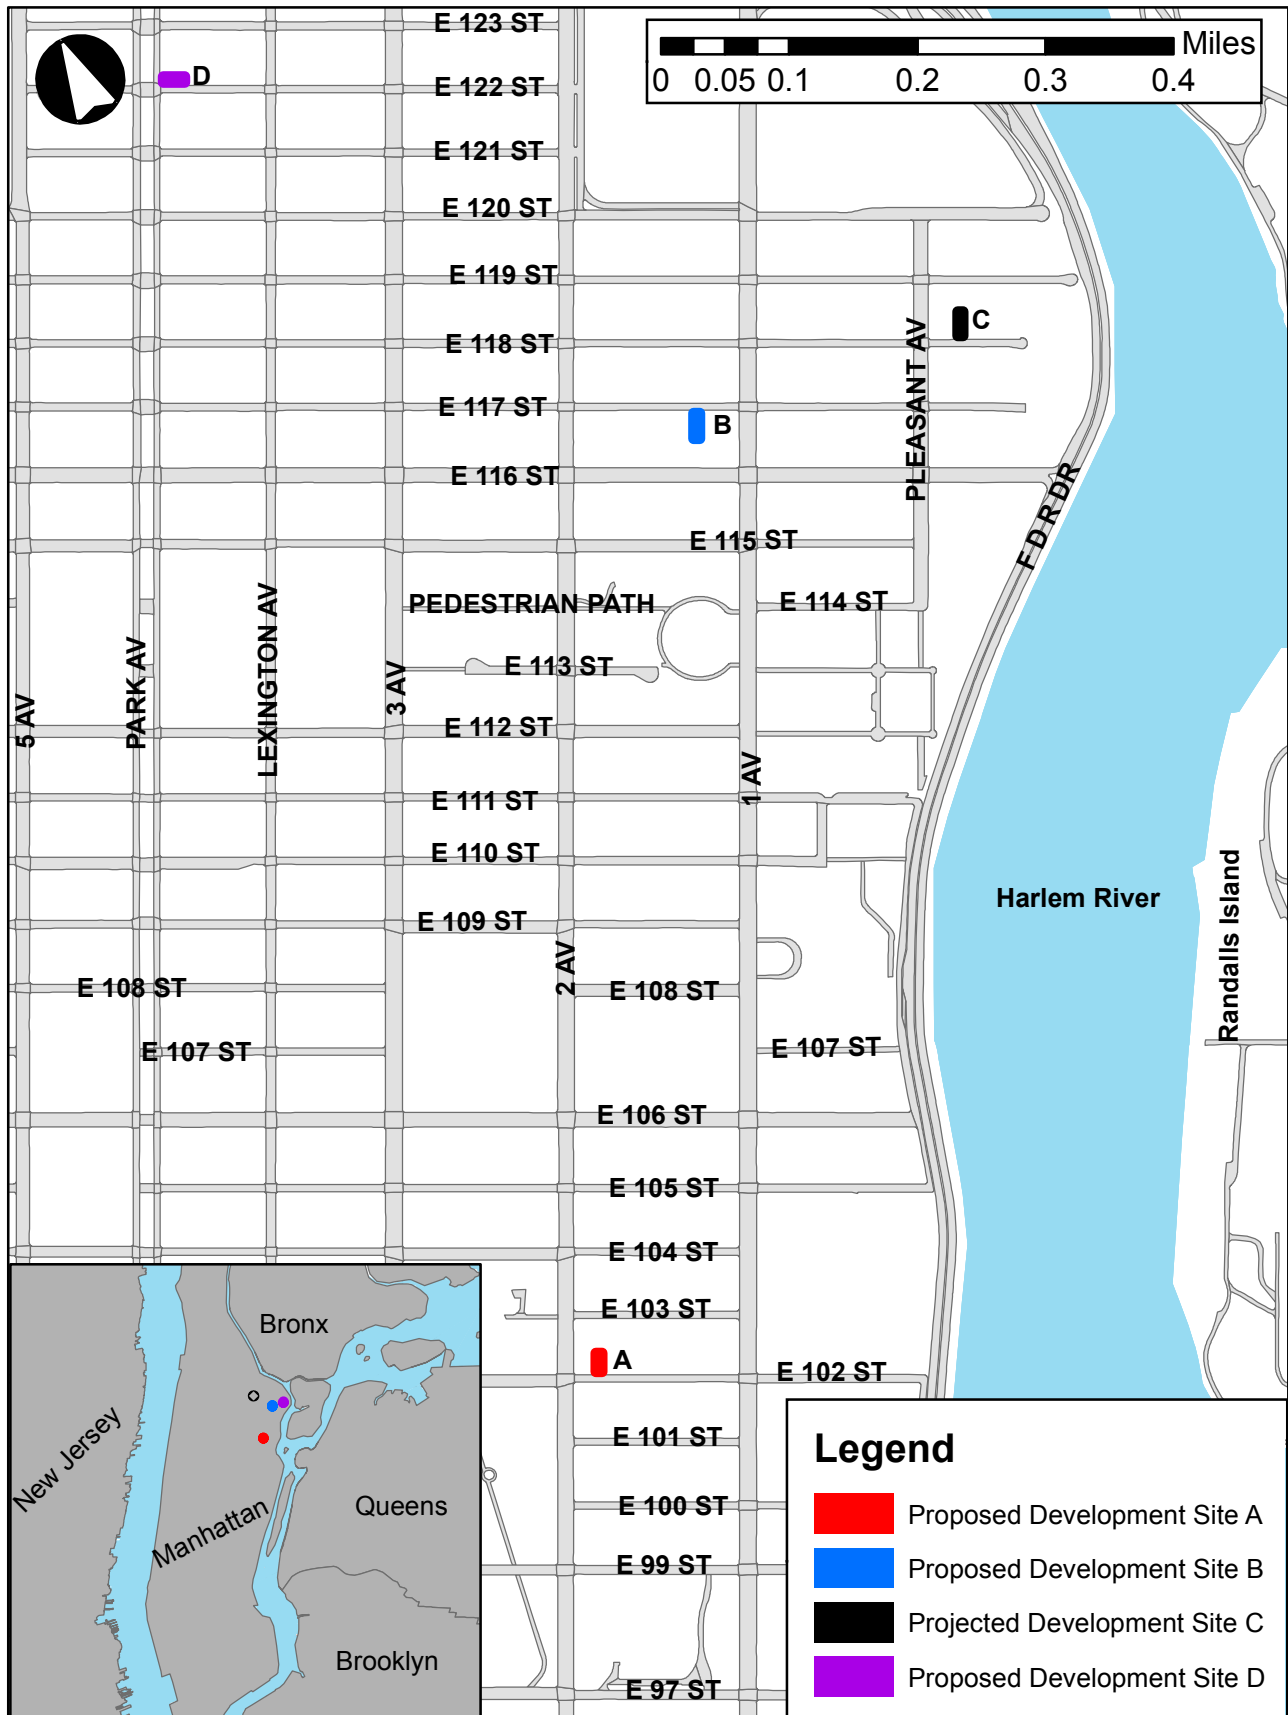 E 123 ST
Miles
0 0.05 0.1 0.2 0.3 0.4
D
E 122 ST
E 121 ST
E 120 ST
E 119 ST
C
E 118 ST
PLEASANT AV
E 117 ST
B
E 116 ST
F D R DR
E 115 ST
PEDESTRIAN PATH
E 114 ST
E 113 ST
5 AV
PARK AV
LEXINGTON AV
3 AV
E 112 ST
1 AV
E 111 ST
E 110 ST
Harlem River
Randalls Island
E 109 ST
2 AV
E 108 ST
E 108 ST
E 107 ST
E 107 ST
E 106 ST
E 105 ST
E 104 ST
E 103 ST
A
E 102 ST
E 101 ST
E 100 ST
E 99 ST
E 97 ST
Bronx
New Jersey
Manhattan
Queens
Brooklyn
Legend
Proposed Development Site A
Proposed Development Site B
Projected Development Site C
Proposed Development Site D